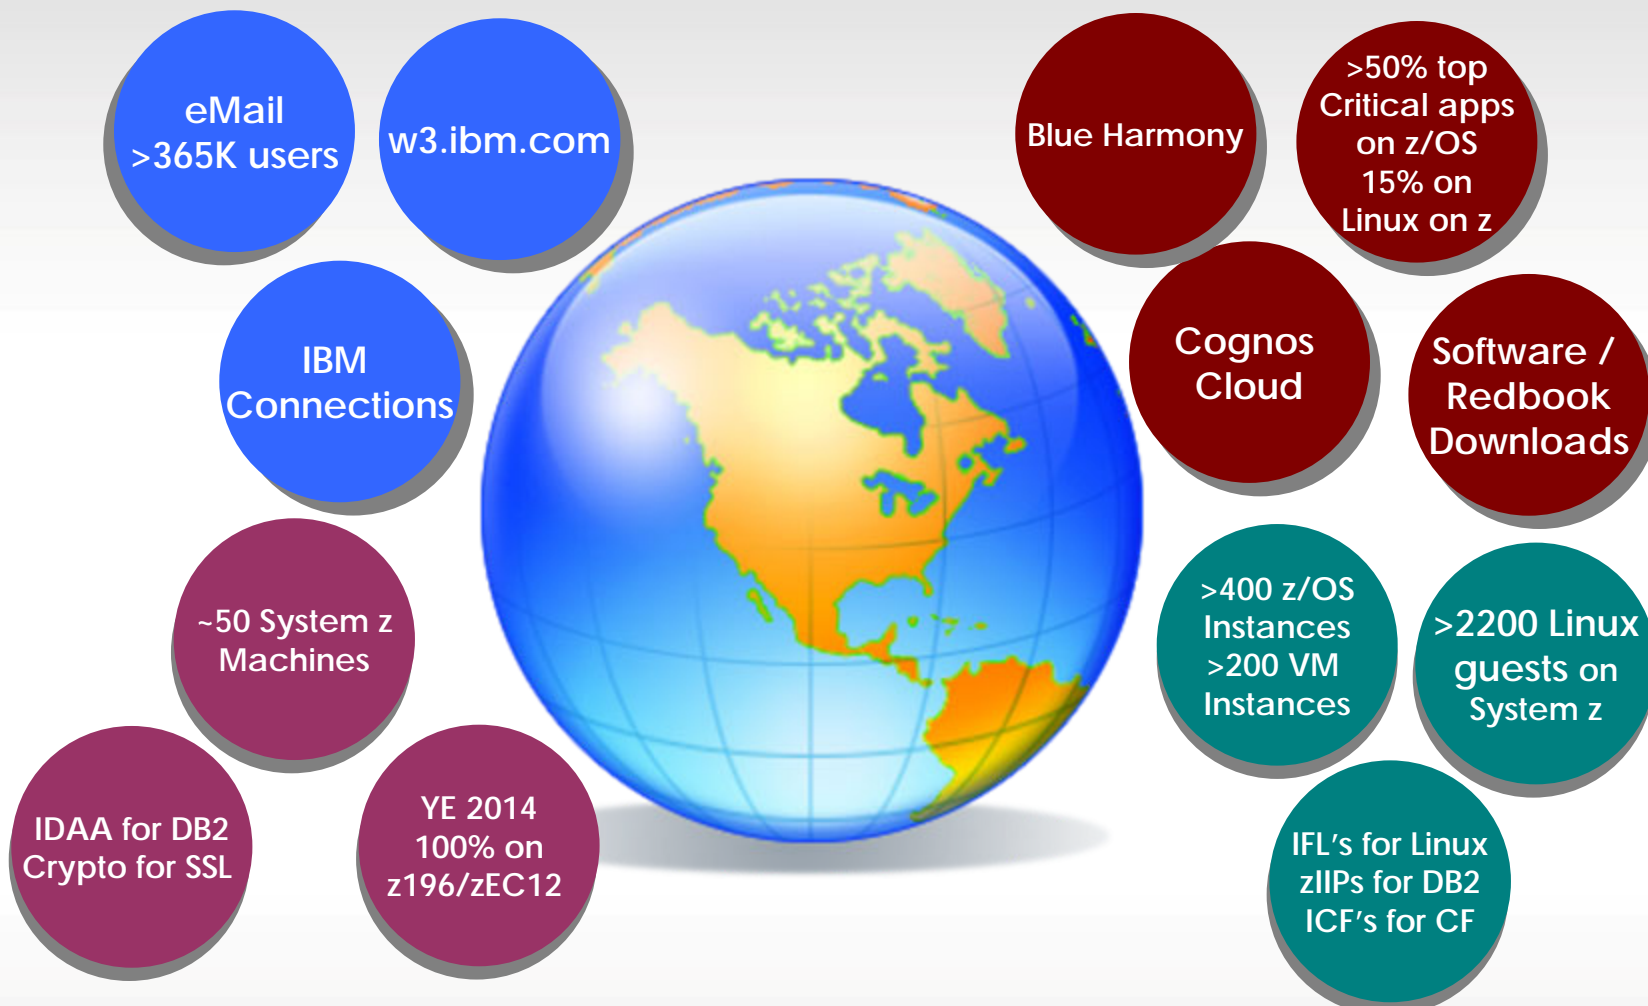 eMail
>365K users
w3.ibm.com
IBM
Connections
Blue Harmony
>50% top
Critical apps
on z/OS
15% on
Linux on z
Cognos
Cloud
Software /
Redbook
Downloads
~50 System z
Machines
IDAA for DB2
Crypto for SSL
YE 2014
100% on
z196/zEC12
>400 z/OS
Instances
>200 VM
Instances
>2200 Linux
guests on
System z
IFL's for Linux
zIIPs for DB2
ICF's for CF